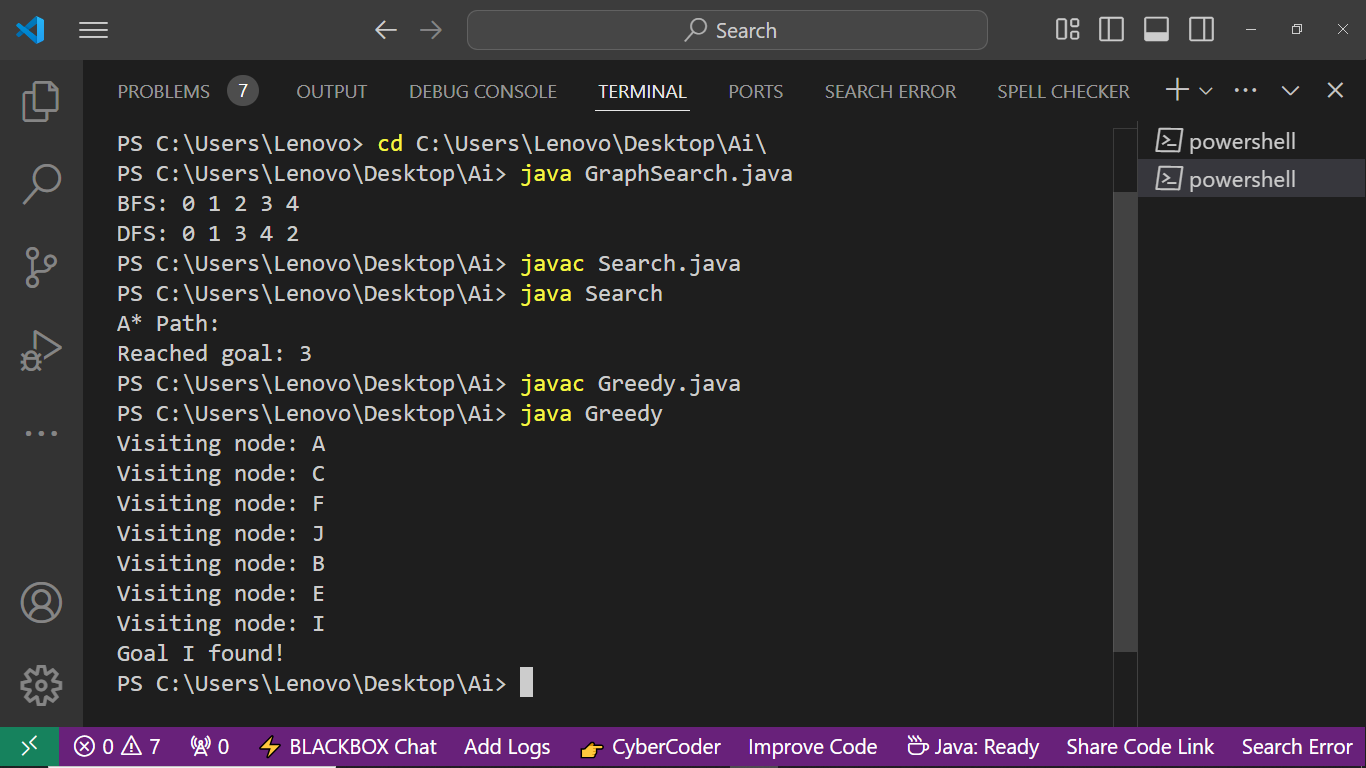 Search
PROBLEMS 7 OUTPUT DEBUG CONSOLE TERMINAL PORTS SEARCH ERROR SPELL CHECKER
PS C:\Users\Lenovo> cd C:\Users\Lenovo\Desktop\Ai\
PS C:\Users\Lenovo\Desktop\Ai> java GraphSearch.java
BFS: 0 1 2 3 4
DFS: 0 1 3 4 2
PS C:\Users\Lenovo\Desktop\Ai> javac Search.java
PS C:\Users\Lenovo\Desktop\Ai> java Search
A* Path:
Reached goal: 3
PS C:\Users\Lenovo\Desktop\Ai> javac Greedy.java
PS C:\Users\Lenovo\Desktop\Ai> java Greedy
Visiting node: A
Visiting node: C
Visiting node: F
Visiting node: J
Visiting node: B
Visiting node: E
Visiting node: I
Goal I found!
PS C:\Users\Lenovo\Desktop\Ai>
powershell
powershell
0 7 0 BLACKBOX Chat Add Logs CyberCoder Improve Code Java: Ready Share Code Link Search Error